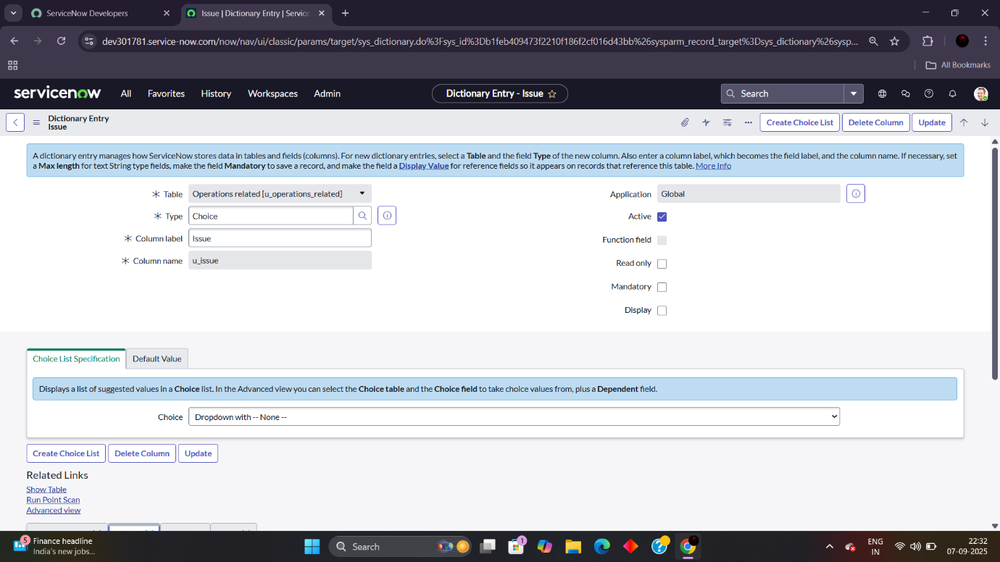 ServiceNow Developers
Issue | Dictionary Entry | Service
dev301781.service-now.com/now/nav/ui/classic/params/target/sys_dictionary.do%3Fsys_id%3Db1feb409473f2210f186f2cf016d43bb%26sysparm_record_target%3Dsys_dictionary%26sysp...
All Bookmarks
servicenow All Favorites History Workspaces Admin Dictionary Entry - Issue Search
Dictionary Entry
Issue
Create Choice List Delete Column Update
A dictionary entry manages how ServiceNow stores data in tables and fields (columns). For new dictionary entries, select a Table and the field Type of the new column. Also enter a column label, which becomes the field label, and the column name. If necessary, set
a Max length for text String type fields, make the field Mandatory to save a record, and make the field a Display Value for reference fields so it appears on records that reference this table. More Info
Table Operations related [u_operations_related]
Application Global
Type Choice
Active
Column label Issue
Function field
Column name u_issue
Read only
Mandatory
Display
Choice List Specification Default Value
Displays a list of suggested values in a Choice list. In the Advanced view you can select the Choice table and the Choice field to take choice values from, plus a Dependent field.
Choice Dropdown with -- None --
Create Choice List Delete Column Update
Related Links
Show Table
Run Point Scan
Advanced view
5
Finance headline
India's new jobs...
Search
1
ENG
IN
22:32
07-09-2025